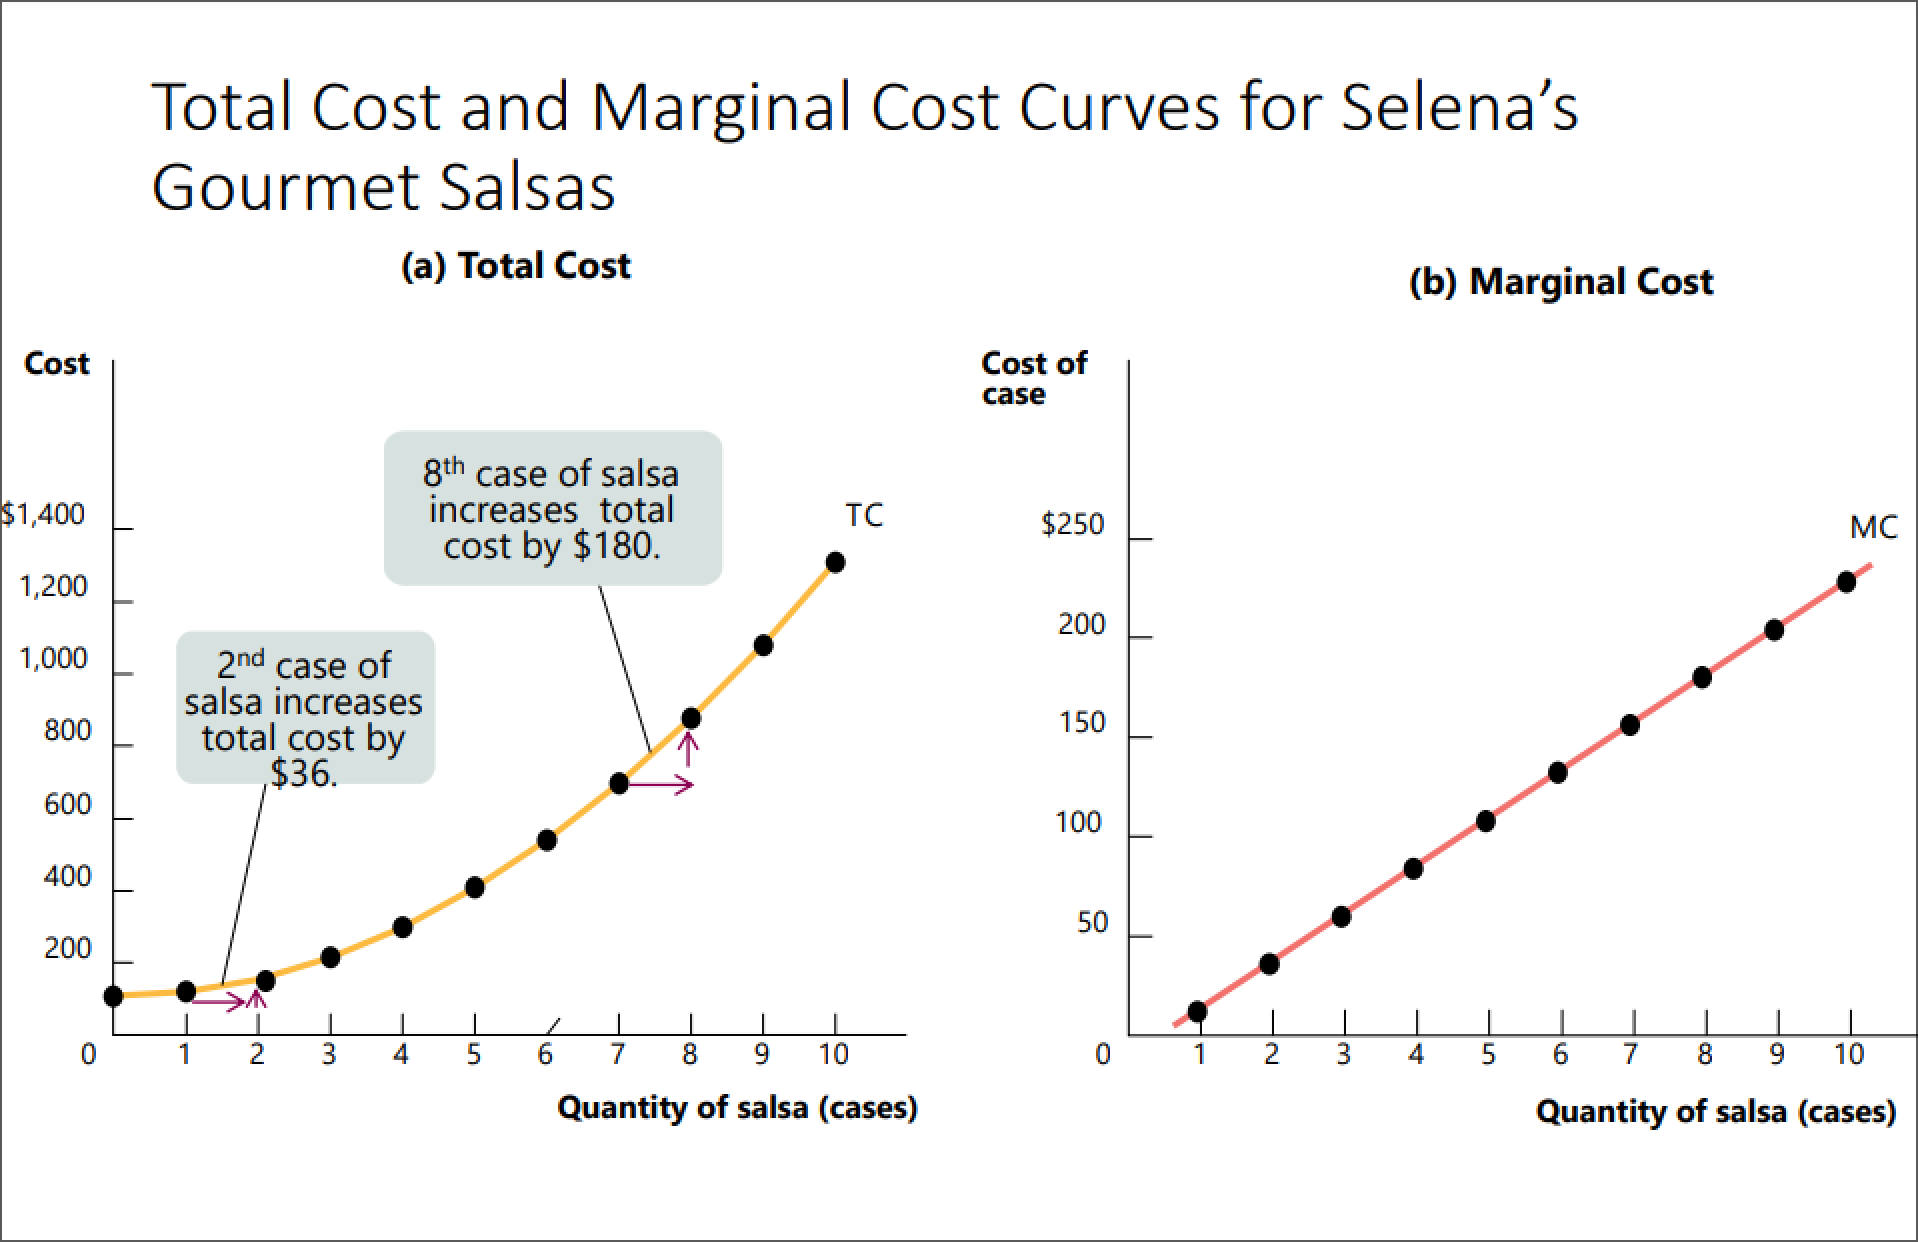 Total Cost and Marginal Cost Curves for Selena’s
Gourmet Salsas
(a) Total Cost
Cost
$1,400
1,200
1,000
800
600
400
200
0
1 2 3 4 5 6 7 8 9 10
Quantity of salsa (cases)
8th case of salsa
increases total
cost by $180.
2nd case of
salsa increases
total cost by
$36.
TC
(b) Marginal Cost
Cost of
case
$250
200
150
100
50
0
1 2 3 4 5 6 7 8 9 10
Quantity of salsa (cases)
MC